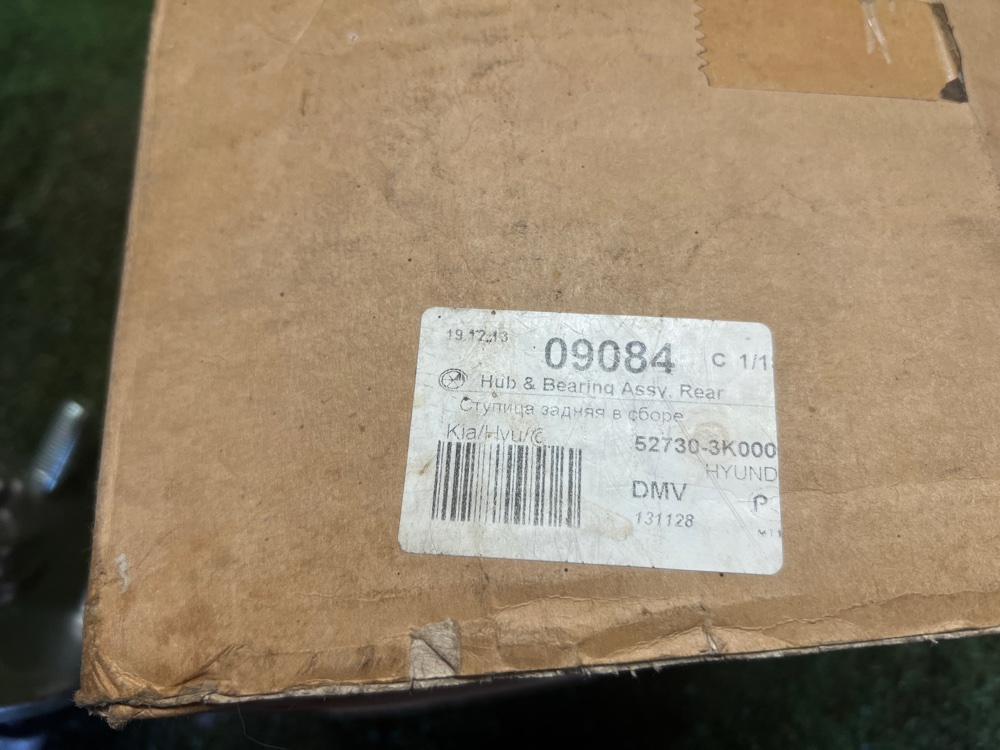 19.12.13
09084 C 1/1
Hub & Bearing Assy. Rear
Ступица задняя в сборе
Kia/Hyu/
52730-3K000
HYUND
DMV P
131128